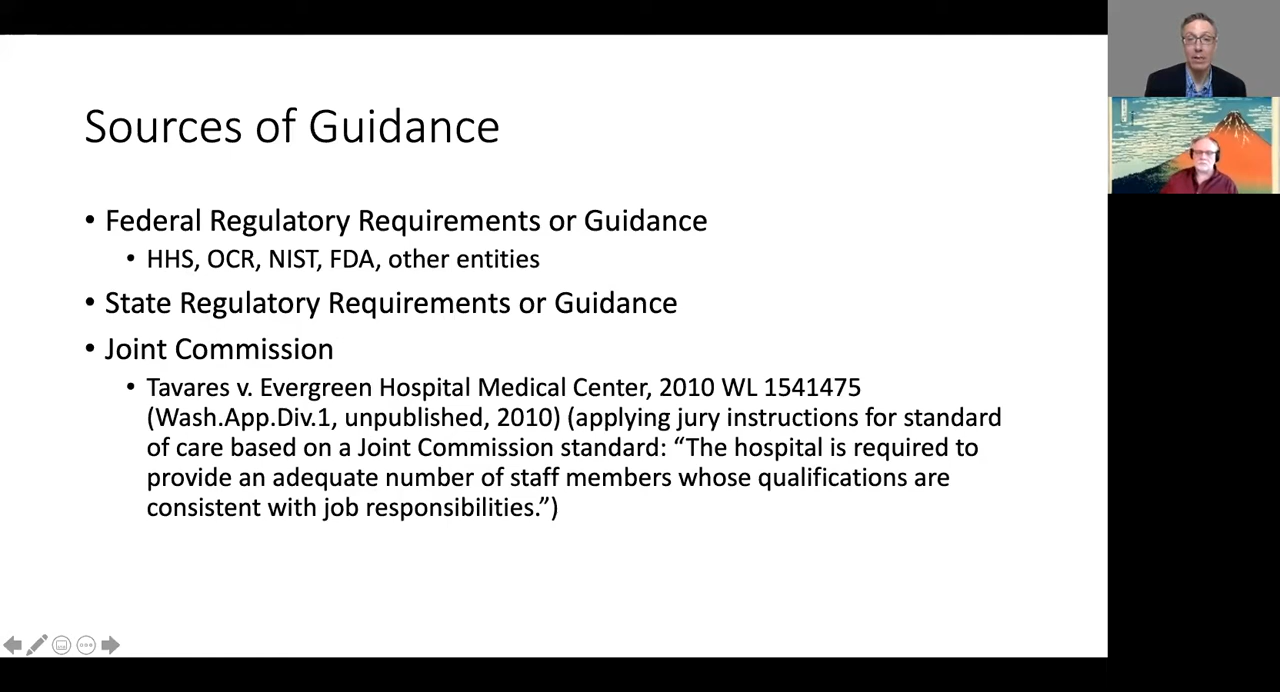 Sources of Guidance
• Federal Regulatory Requirements or Guidance
• HHS, OCR, NIST, FDA, other entities
• State Regulatory Requirements or Guidance
• Joint Commission
• Tavares v. Evergreen Hospital Medical Center, 2010 WL 1541475
(Wash.App.Div.1, unpublished, 2010) (applying jury instructions for standard
of care based on a Joint Commission standard: “The hospital is required to
provide an adequate number of staff members whose qualifications are
consistent with job responsibilities.”)